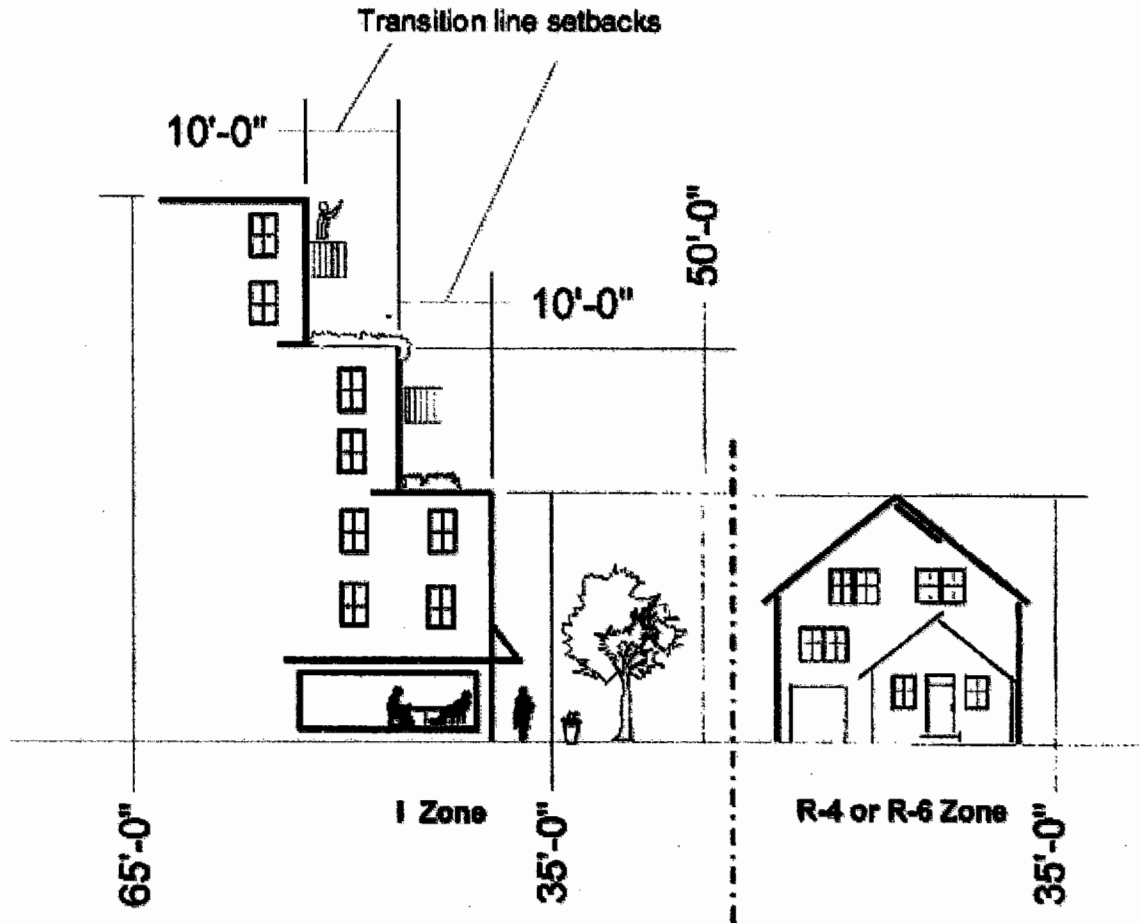 Transition line setbacks
10'-0"
50'-0"
10'-0"
I Zone
R-4 or R-6 Zone
65'-0"
35'-0"
35'-0"